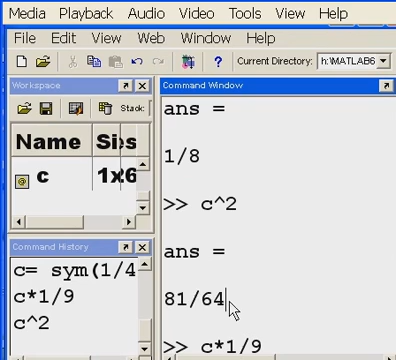 Media Playback Audio Video Tools View Help
File Edit View Web Window Help
? Current Directory: h:\MATLAB6
Workspace
Stack:
Name
c 1x6
Command History
c= sym(1/4
c*1/9
c^2
Command Window
ans =
1/8
>> c^2
ans =
81/64
>> c*1/9